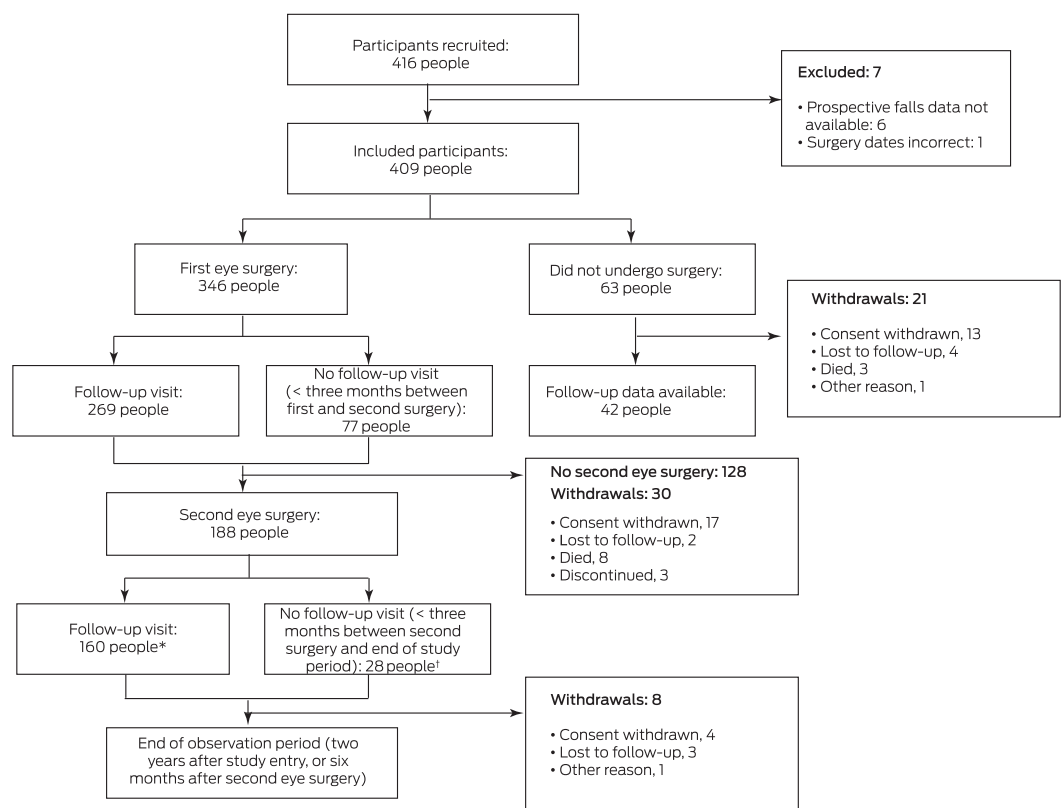 Participants recruited:
416 people
Excluded: 7
• Prospective falls data not
available: 6
• Surgery dates incorrect: 1
Included participants:
409 people
First eye surgery:
346 people
Did not undergo surgery:
63 people
Withdrawals: 21
• Consent withdrawn, 13
• Lost to follow-up, 4
• Died, 3
• Other reason, 1
Follow-up visit:
269 people
No follow-up visit
(< three months between
first and second surgery):
77 people
Follow-up data available:
42 people
No second eye surgery: 128
Withdrawals: 30
• Consent withdrawn, 17
• Lost to follow-up, 2
• Died, 8
• Discontinued, 3
Second eye surgery:
188 people
Follow-up visit:
160 people*
No follow-up visit (< three
months between second
surgery and end of study
period): 28 people†
Withdrawals: 8
• Consent withdrawn, 4
• Lost to follow-up, 3
• Other reason, 1
End of observation period (two
years after study entry, or six
months after second eye surgery)